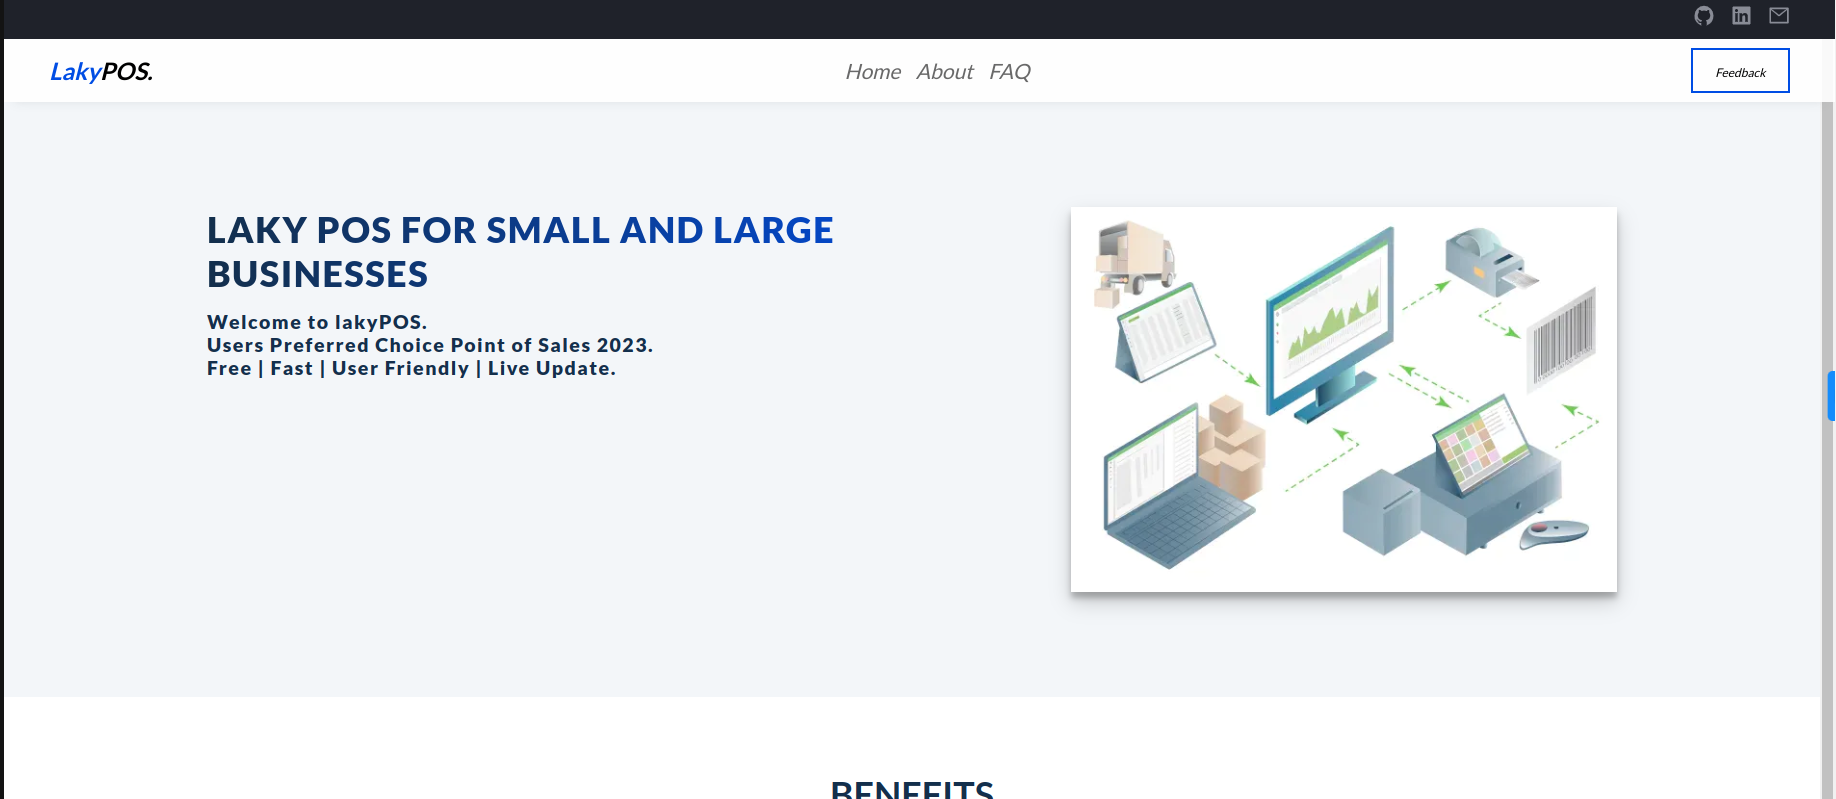 LakyPOS.
Home About FAQ
Feedback
LAKY POS FOR SMALL AND LARGE
BUSINESSES
Welcome to lakyPOS.
Users Preferred Choice Point of Sales 2023.
Free | Fast | User Friendly | Live Update.
BENEFITS